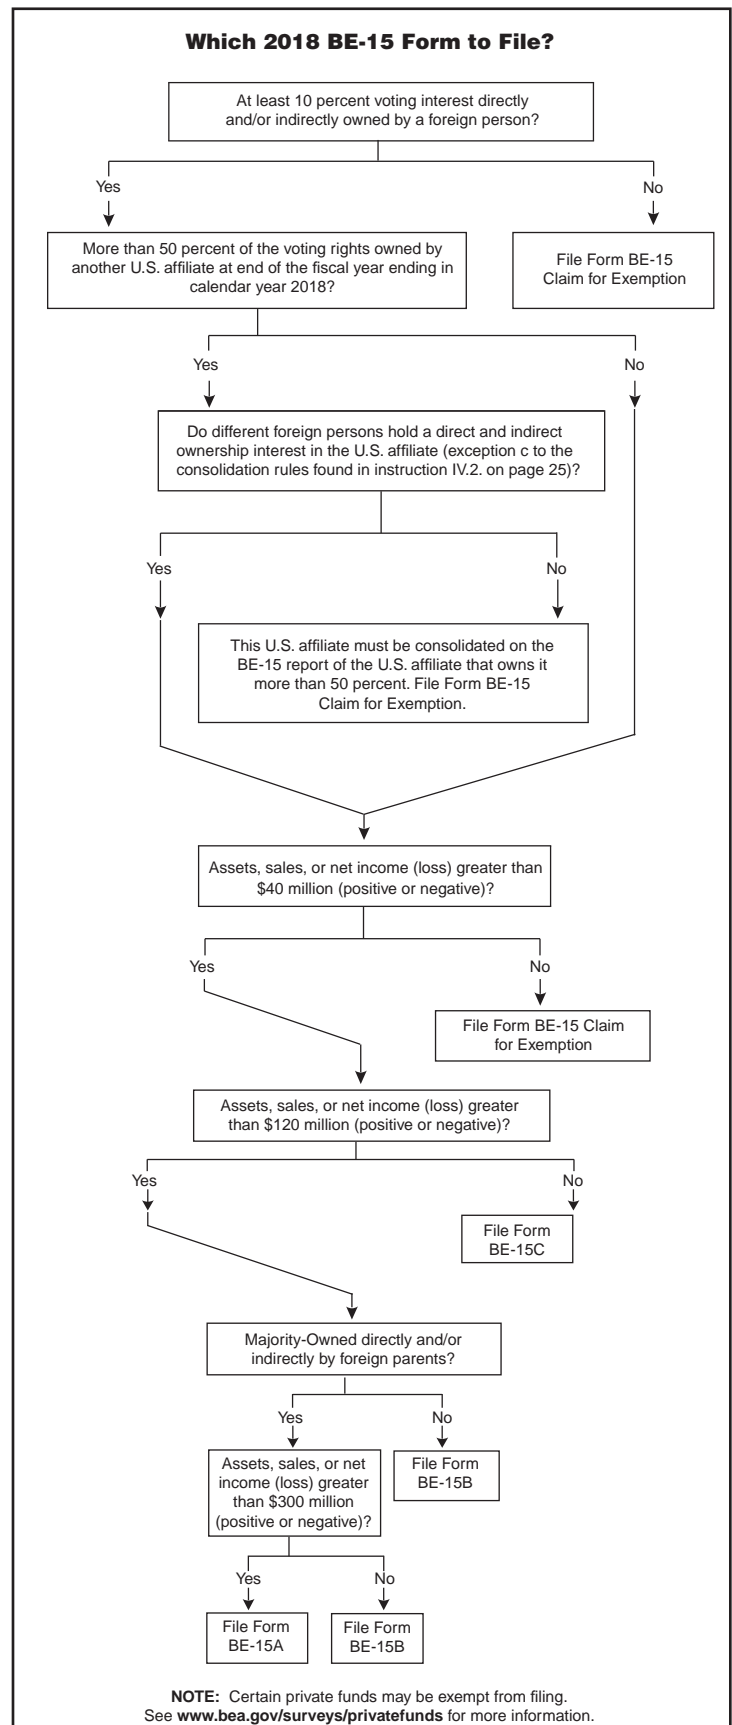 Which 2018 BE-15 Form to File?
At least 10 percent voting interest directly
and/or indirectly owned by a foreign person?
Yes
No
More than 50 percent of the voting rights owned by
another U.S. affiliate at end of the fiscal year ending in
calendar year 2018?
File Form BE-15
Claim for Exemption
Yes
No
Do different foreign persons hold a direct and indirect
ownership interest in the U.S. affiliate (exception c to the
consolidation rules found in instruction IV.2. on page 25)?
Yes
No
This U.S. affiliate must be consolidated on the
BE-15 report of the U.S. affiliate that owns it
more than 50 percent. File Form BE-15
Claim for Exemption.
Assets, sales, or net income (loss) greater than
$40 million (positive or negative)?
Yes
No
File Form BE-15 Claim
for Exemption
Assets, sales, or net income (loss) greater
than $120 million (positive or negative)?
Yes
No
File Form
BE-15C
Majority-Owned directly and/or
indirectly by foreign parents?
Yes
No
Assets, sales, or net
income (loss) greater
than $300 million
(positive or negative)?
File Form
BE-15B
Yes
No
File Form
BE-15A
File Form
BE-15B
NOTE: Certain private funds may be exempt from filing.
See www.bea.gov/surveys/privatefunds for more information.